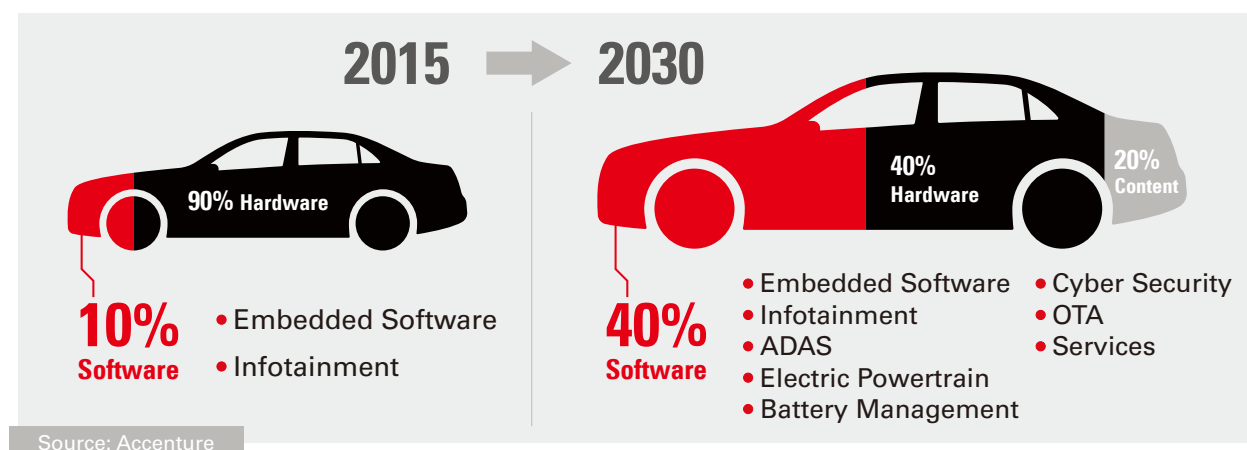 2015
2030
90% Hardware
10%
Software
• Embedded Software
• Infotainment
40%
Hardware
20%
Content
40%
Software
• Embedded Software
• Infotainment
• ADAS
• Electric Powertrain
• Battery Management
• Cyber Security
• OTA
• Services
Source: Accenture